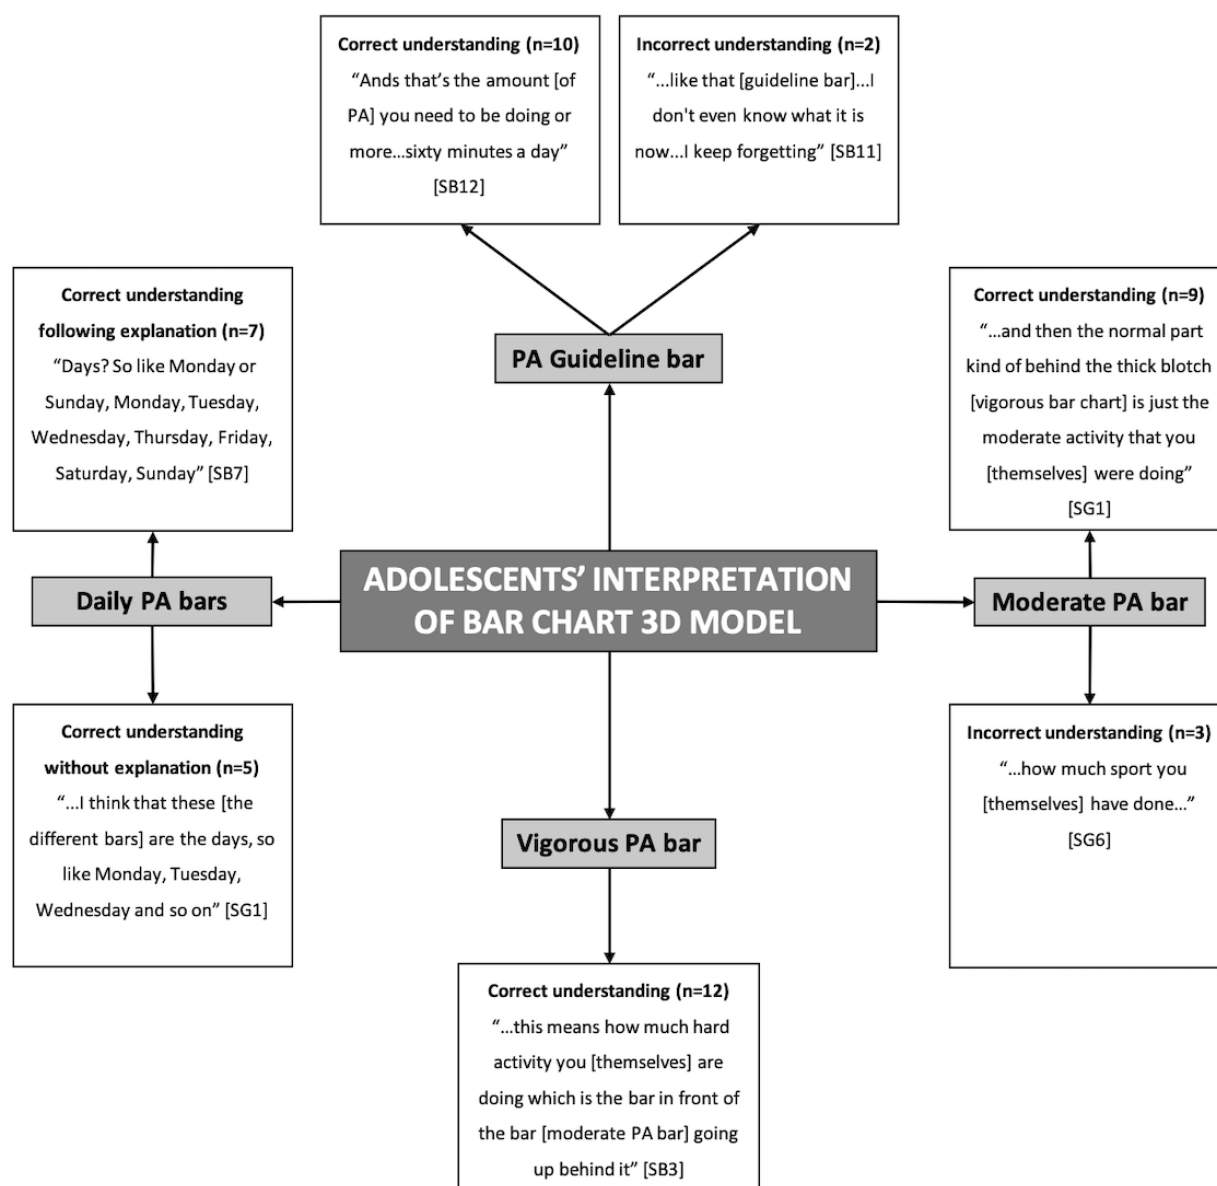 Correct understanding (n=10)
“Ands that’s the amount [of
PA] you need to be doing or
more…sixty minutes a day”
[SB12]
Incorrect understanding (n=2)
“…like that [guideline bar]…I
don't even know what it is
now…I keep forgetting” [SB11]
Correct understanding
following explanation (n=7)
“Days? So like Monday or
Sunday, Monday, Tuesday,
Wednesday, Thursday, Friday,
Saturday, Sunday” [SB7]
PA Guideline bar
Correct understanding (n=9)
“…and then the normal part
kind of behind the thick blotch
[vigorous bar chart] is just the
moderate activity that you
[themselves] were doing”
[SG1]
Daily PA bars
ADOLESCENTS’ INTERPRETATION
OF BAR CHART 3D MODEL
Moderate PA bar
Correct understanding
without explanation (n=5)
“…I think that these [the
different bars] are the days, so
like Monday, Tuesday,
Wednesday and so on” [SG1]
Incorrect understanding (n=3)
“…how much sport you
[themselves] have done…”
[SG6]
Vigorous PA bar
Correct understanding (n=12)
“…this means how much hard
activity you [themselves] are
doing which is the bar in front of
the bar [moderate PA bar] going
up behind it” [SB3]